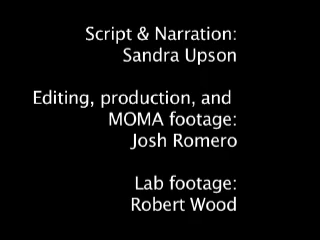 Script & Narration:
Sandra Upson
Editing, production, and
MOMA footage:
Josh Romero
Lab footage:
Robert Wood